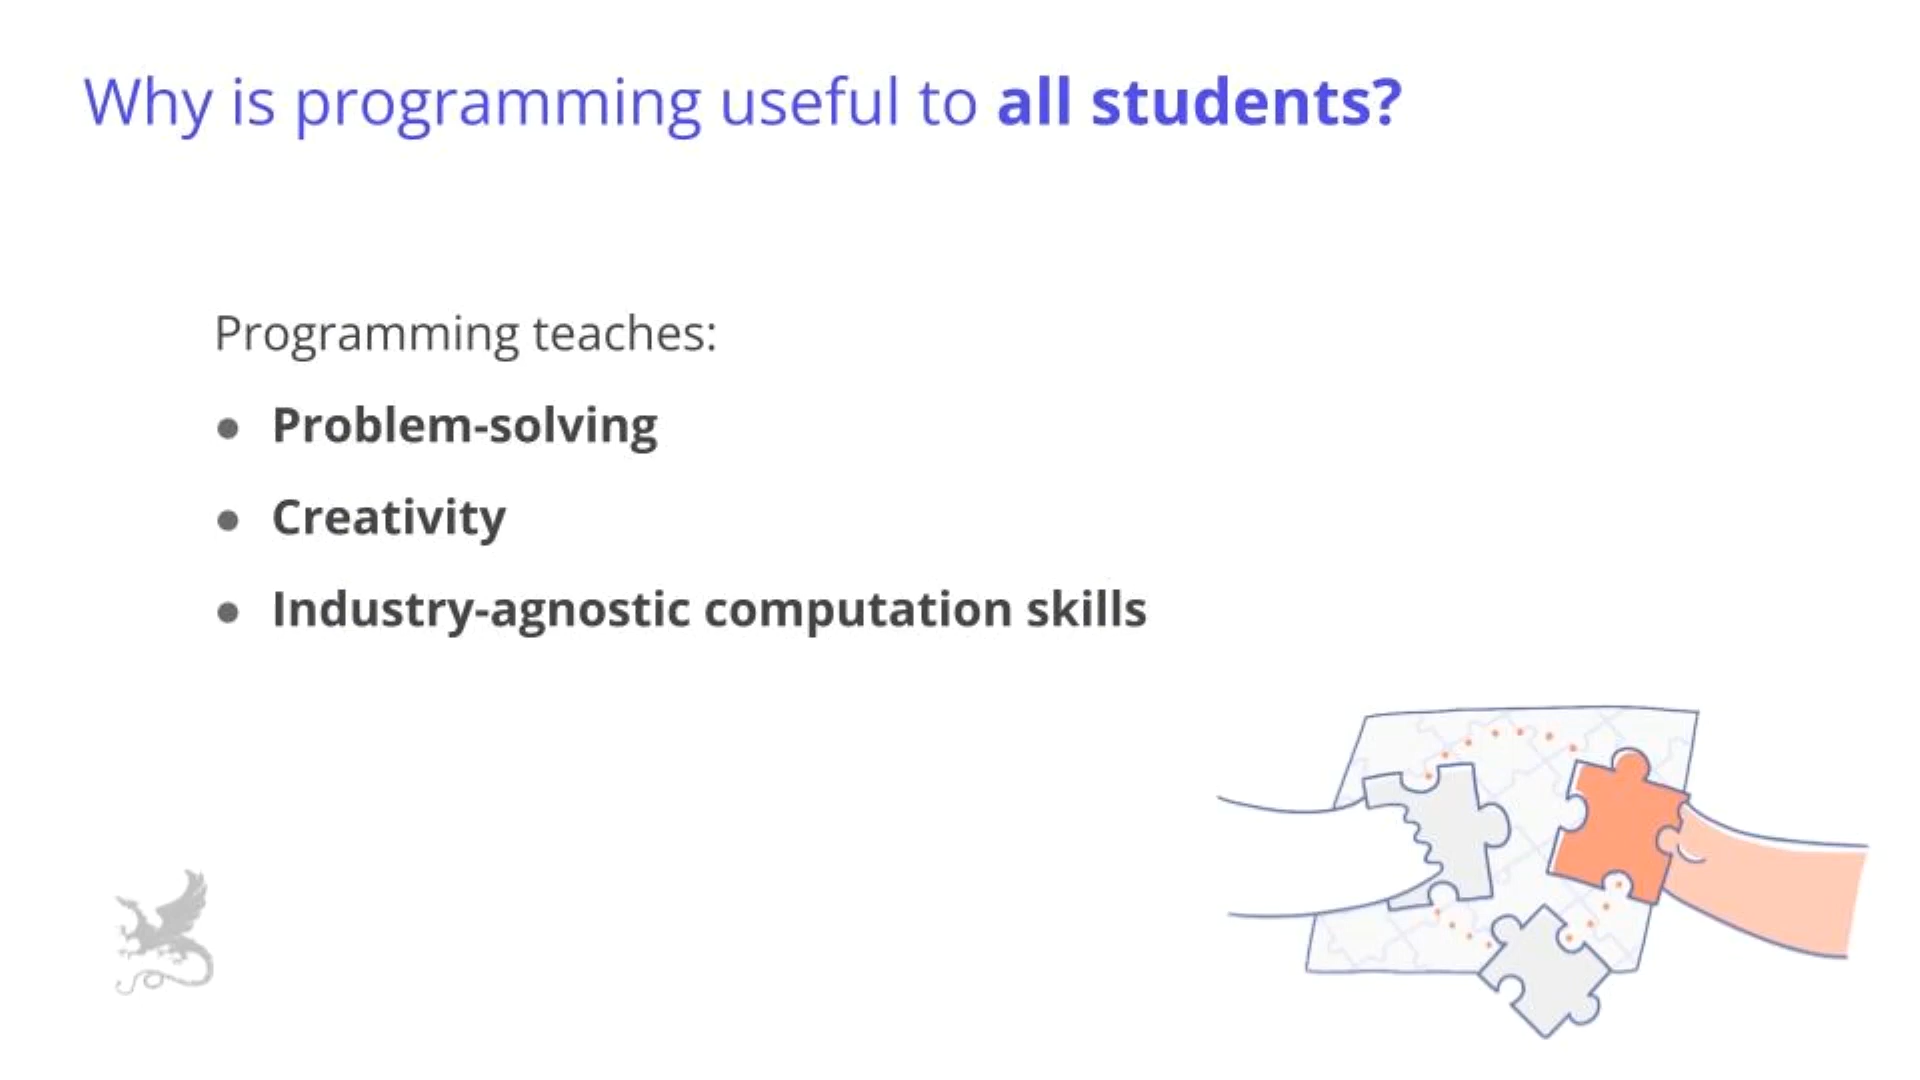 Why is programming useful to all students?
Programming teaches:
● Problem-solving
● Creativity
● Industry-agnostic computation skills